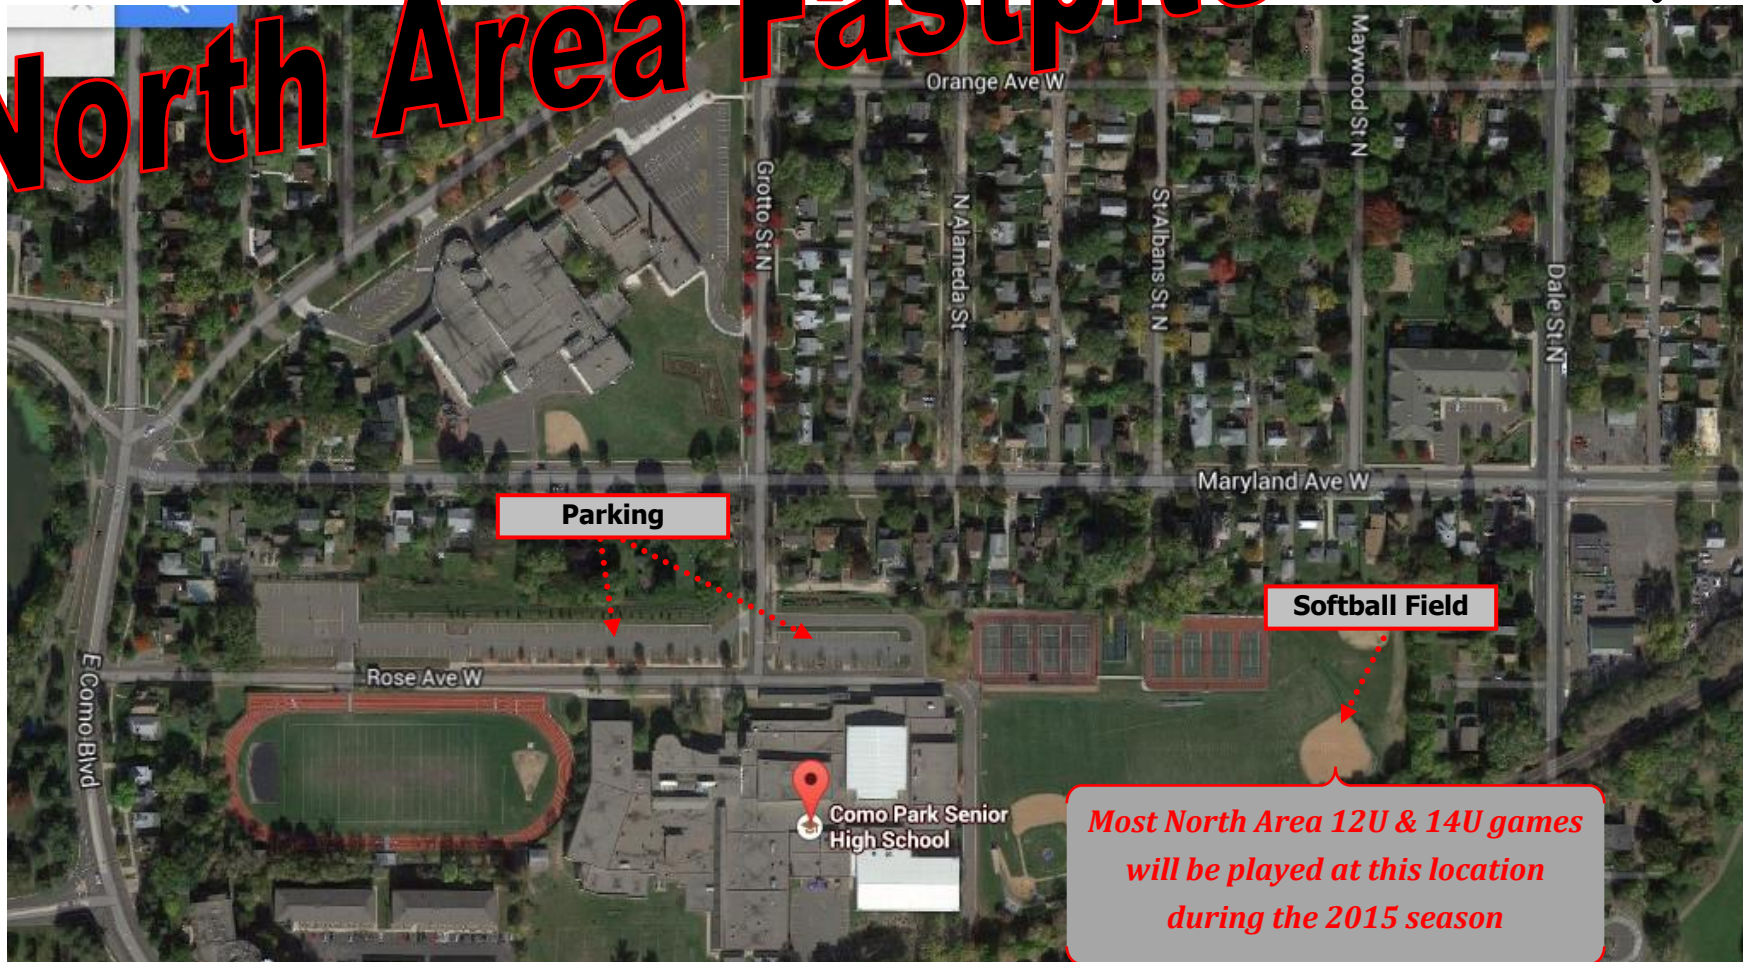 North Area Fastpitc
Orange Ave W
Maywood St N
Grotto St N
N Alameda St
St Albans St N
Dale St N
Maryland Ave W
Parking
Softball Field
Rose Ave W
E Como Blvd
Como Park Senior
High School
Most North Area 12U & 14U games
will be played at this location
during the 2015 season